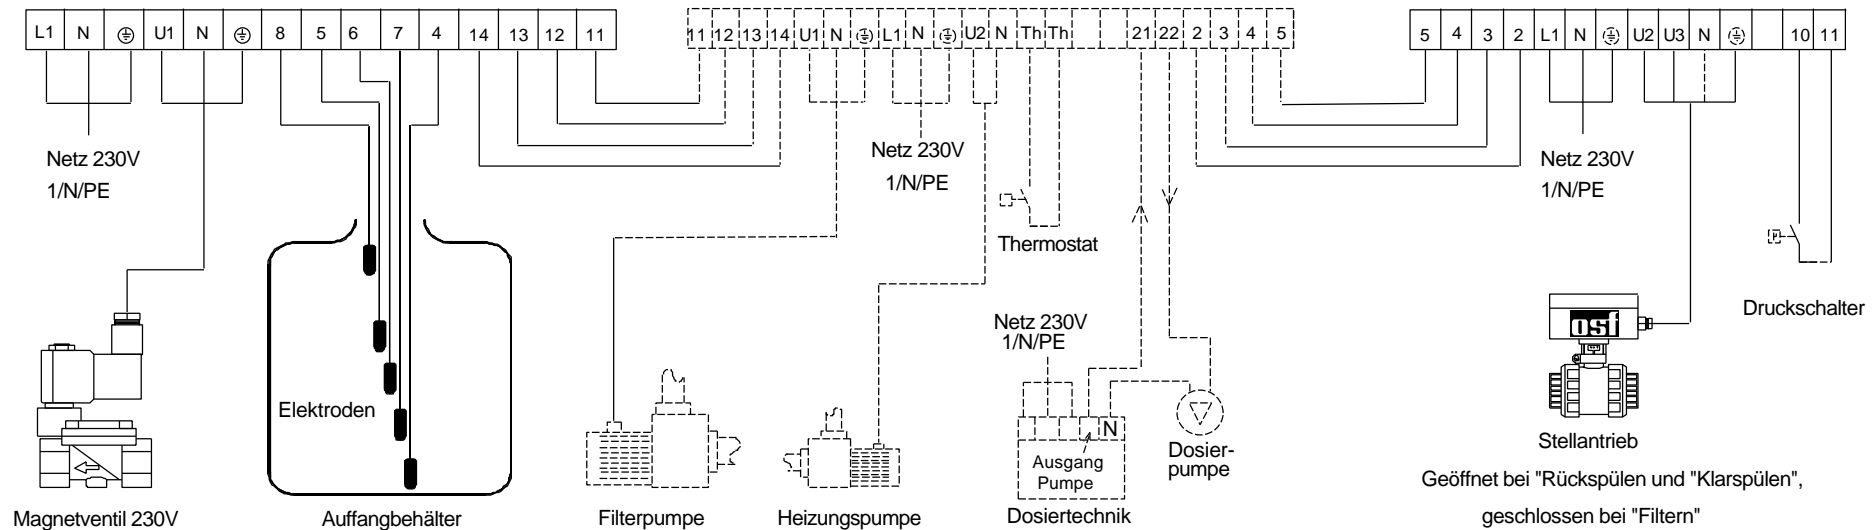 L1 N U1 N 8 5 6 7 4 14 13 12 11
11 12 13 14 U1 N L1 N U2 N Th Th 21 22 2 3 4 5
5 4 3 2 L1 N U2 U3 N 10 11
Netz 230V
1/N/PE
Netz 230V
1/N/PE
Netz 230V
1/N/PE
Thermostat
P
Druckschalter
Netz 230V
1/N/PE
osf
Elektroden
N
Ausgang
Pumpe
Dosier-
pumpe
Stellantrieb
Geöffnet bei "Rückspülen und "Klarspülen",
geschlossen bei "Filtern"
Magnetventil 230V
Auffangbehälter
Filterpumpe
Heizungspumpe
Dosiertechnik